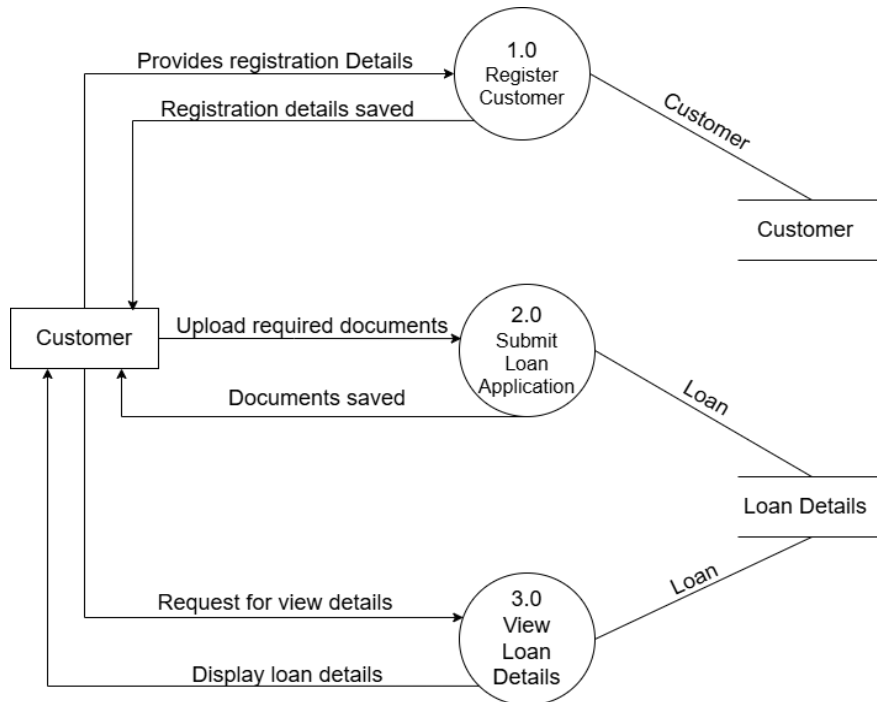 Provides registration Details
1.0
Register
Customer
Registration details saved
Customer
Customer
Customer
Upload required documents
2.0
Submit
Loan
Application
Documents saved
Loan
Loan Details
Loan
Request for view details
3.0
View
Loan
Details
Display loan details